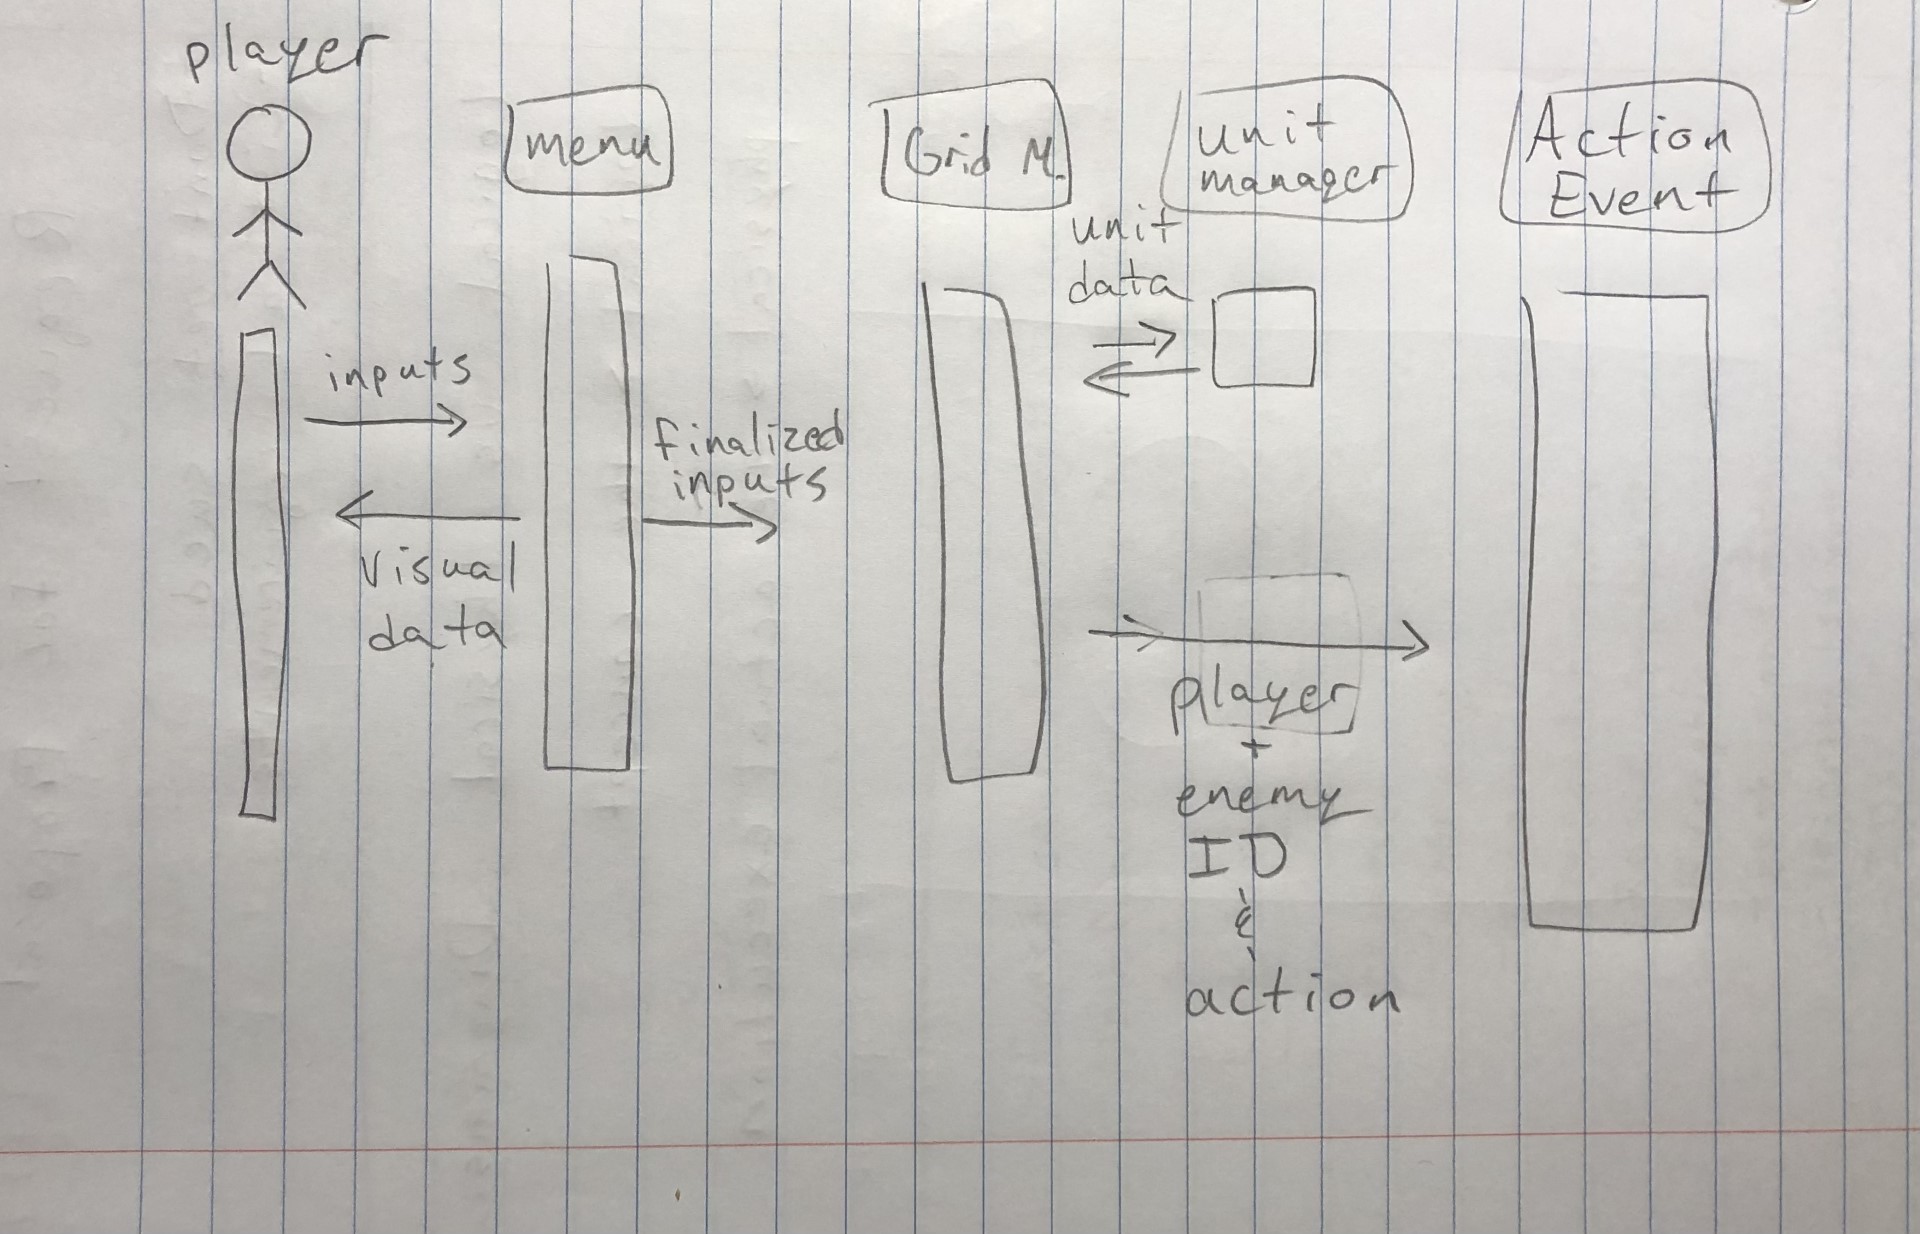 player
menu
Grid M.
unit
manager
Action
Event
unit
data
inputs
finalized
inputs
visual
data
player
+
enemy
ID
&
action